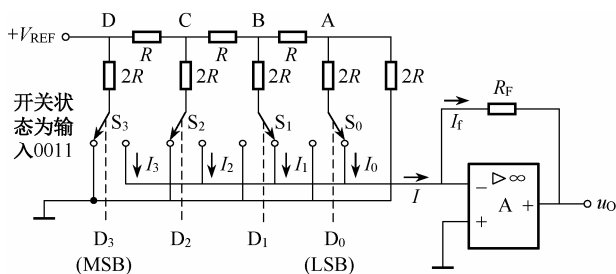 D C B A
+V_REF R R R
2R 2R 2R 2R 2R
开关状
态为输
入0011
S₃ S₂ S₁ S₀
R_F
I_f
I₃ I₂ I₁ I₀
I
− ▷ ∞
A +
+
u_O
D₃ D₂ D₁ D₀
(MSB) (LSB)